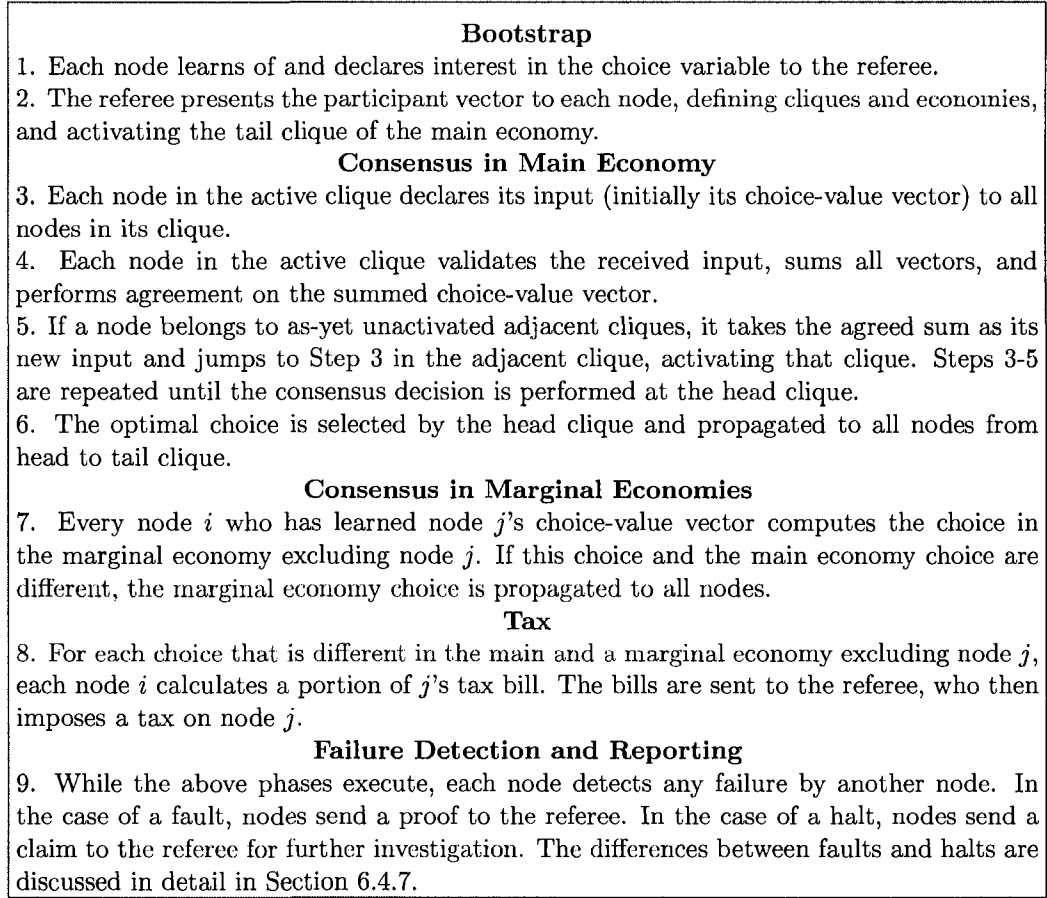 Bootstrap
1. Each node learns of and declares interest in the choice variable to the referee.
2. The referee presents the participant vector to each node, defining cliques and economies,
and activating the tail clique of the main economy.
Consensus in Main Economy
3. Each node in the active clique declares its input (initially its choice-value vector) to all
nodes in its clique.
4. Each node in the active clique validates the received input, sums all vectors, and
performs agreement on the summed choice-value vector.
5. If a node belongs to as-yet unactivated adjacent cliques, it takes the agreed sum as its
new input and jumps to Step 3 in the adjacent clique, activating that clique. Steps 3-5
are repeated until the consensus decision is performed at the head clique.
6. The optimal choice is selected by the head clique and propagated to all nodes from
head to tail clique.
Consensus in Marginal Economies
7. Every node i who has learned node j's choice-value vector computes the choice in
the marginal economy excluding node j. If this choice and the main economy choice are
different, the marginal economy choice is propagated to all nodes.
Tax
8. For each choice that is different in the main and a marginal economy excluding node j,
each node i calculates a portion of j's tax bill. The bills are sent to the referee, who then
imposes a tax on node j.
Failure Detection and Reporting
9. While the above phases execute, each node detects any failure by another node. In
the case of a fault, nodes send a proof to the referee. In the case of a halt, nodes send a
claim to the referee for further investigation. The differences between faults and halts are
discussed in detail in Section 6.4.7.